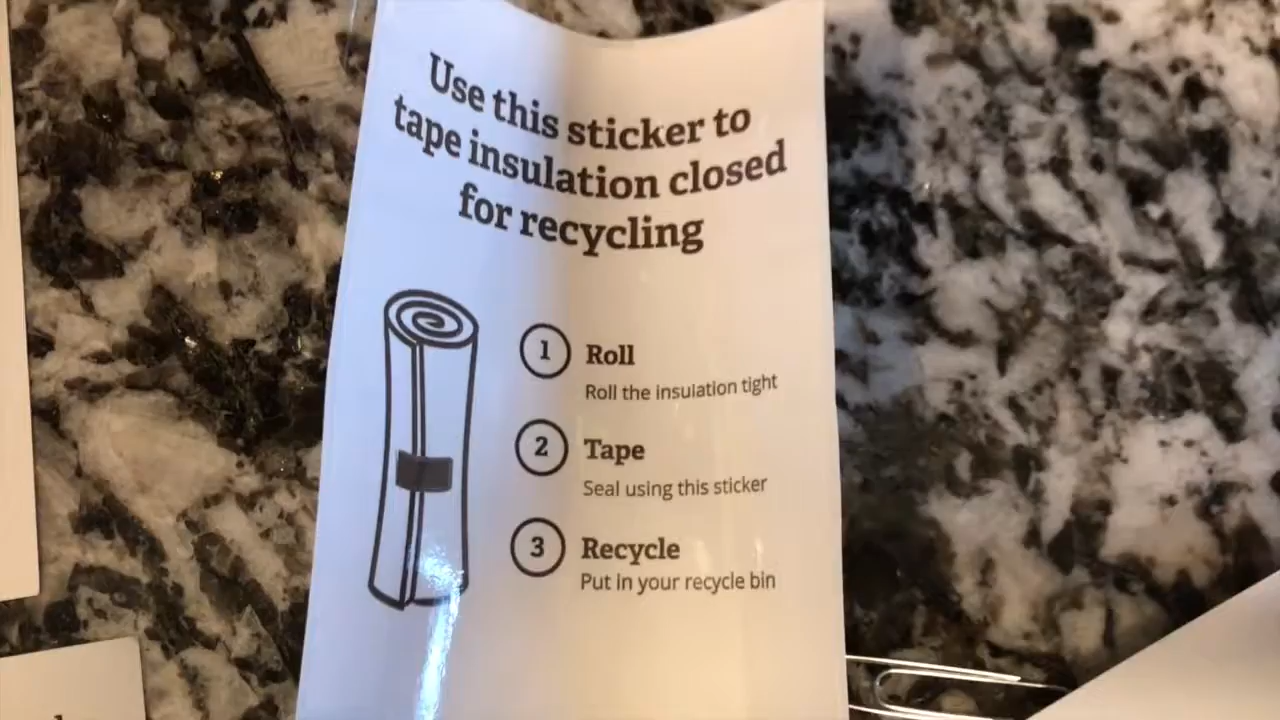 Use this sticker to
tape insulation closed
for recycling
1 Roll
Roll the insulation tight
2 Tape
Seal using this sticker
3 Recycle
Put in your recycle bin